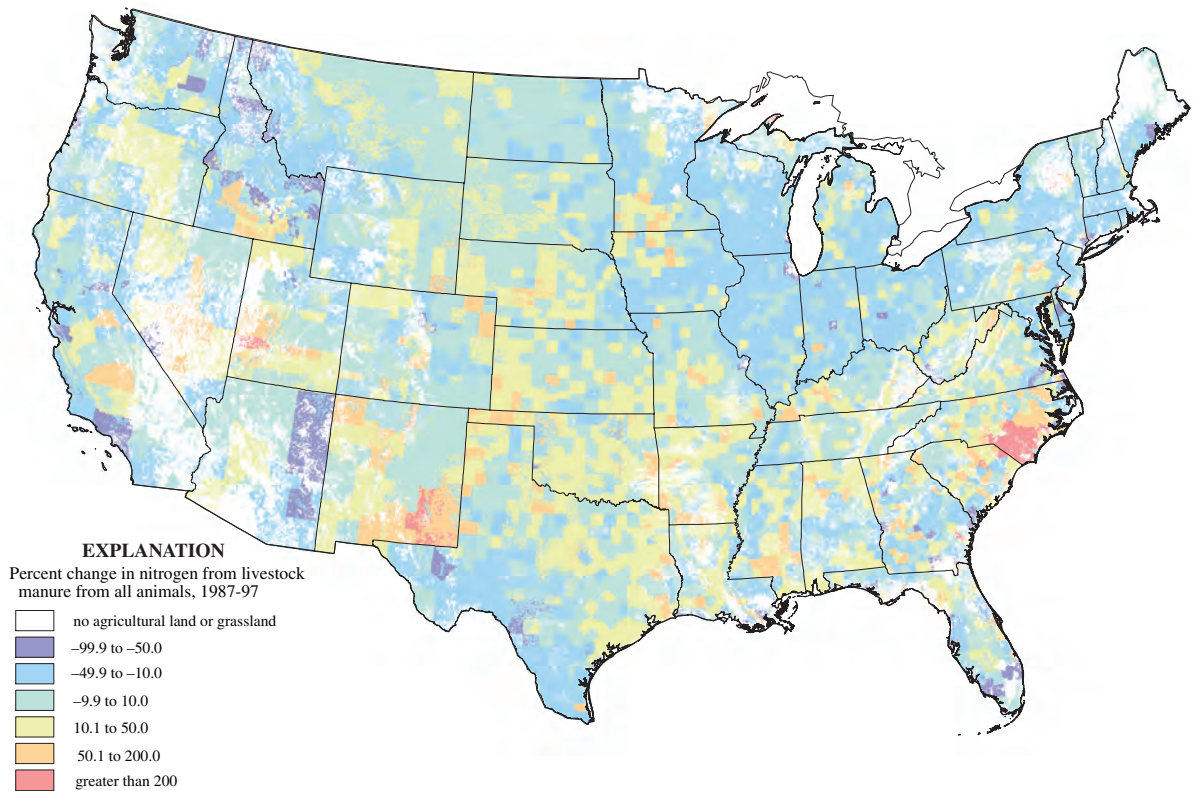 EXPLANATION
Percent change in nitrogen from livestock
manure from all animals, 1987-97
no agricultural land or grassland
–99.9 to –50.0
–49.9 to –10.0
–9.9 to 10.0
10.1 to 50.0
50.1 to 200.0
greater than 200